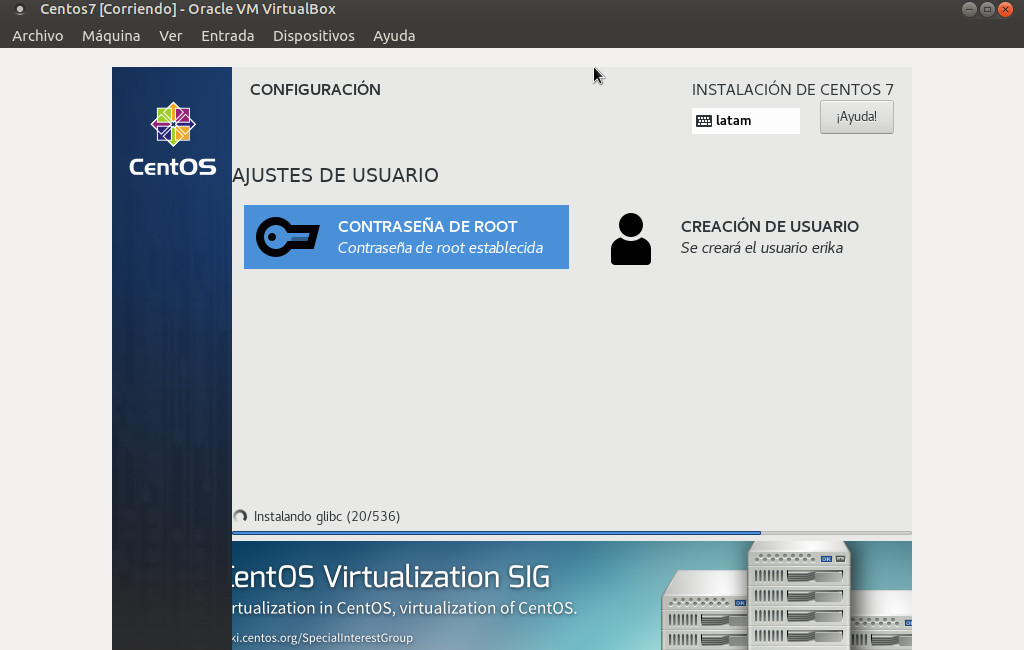 Centos7 [Corriendo] - Oracle VM VirtualBox
Archivo Máquina Ver Entrada Dispositivos Ayuda
CentOS
CONFIGURACIÓN
INSTALACIÓN DE CENTOS 7
latam
¡Ayuda!
AJUSTES DE USUARIO
CONTRASEÑA DE ROOT
Contraseña de root establecida
CREACIÓN DE USUARIO
Se creará el usuario erika
Instalando glibc (20/536)
CentOS Virtualization SIG
rtualization in CentOS, virtualization of CentOS.
ki.centos.org/SpecialInterestGroup